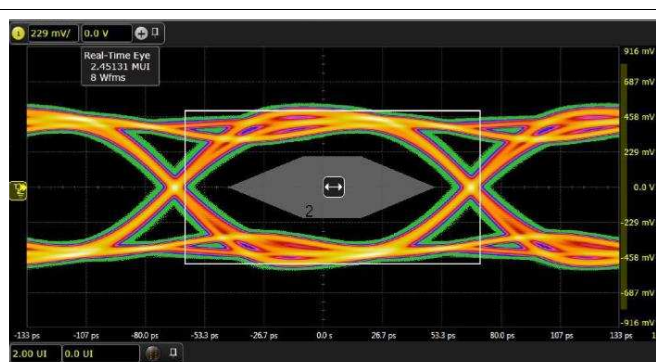 1 229 mV/ 0.0 V
Real-Time Eye
2.45131 MUI
8 Wfms
916 mV
687 mV
458 mV
229 mV
0.0 V
-229 mV
-458 mV
-687 mV
-916 mV
2
-133 ps -107 ps -80.0 ps -53.3 ps -26.7 ps 0.0 s 26.7 ps 53.3 ps 80.0 ps 107 ps 133 ps 1
2.00 UI 0.0 UI